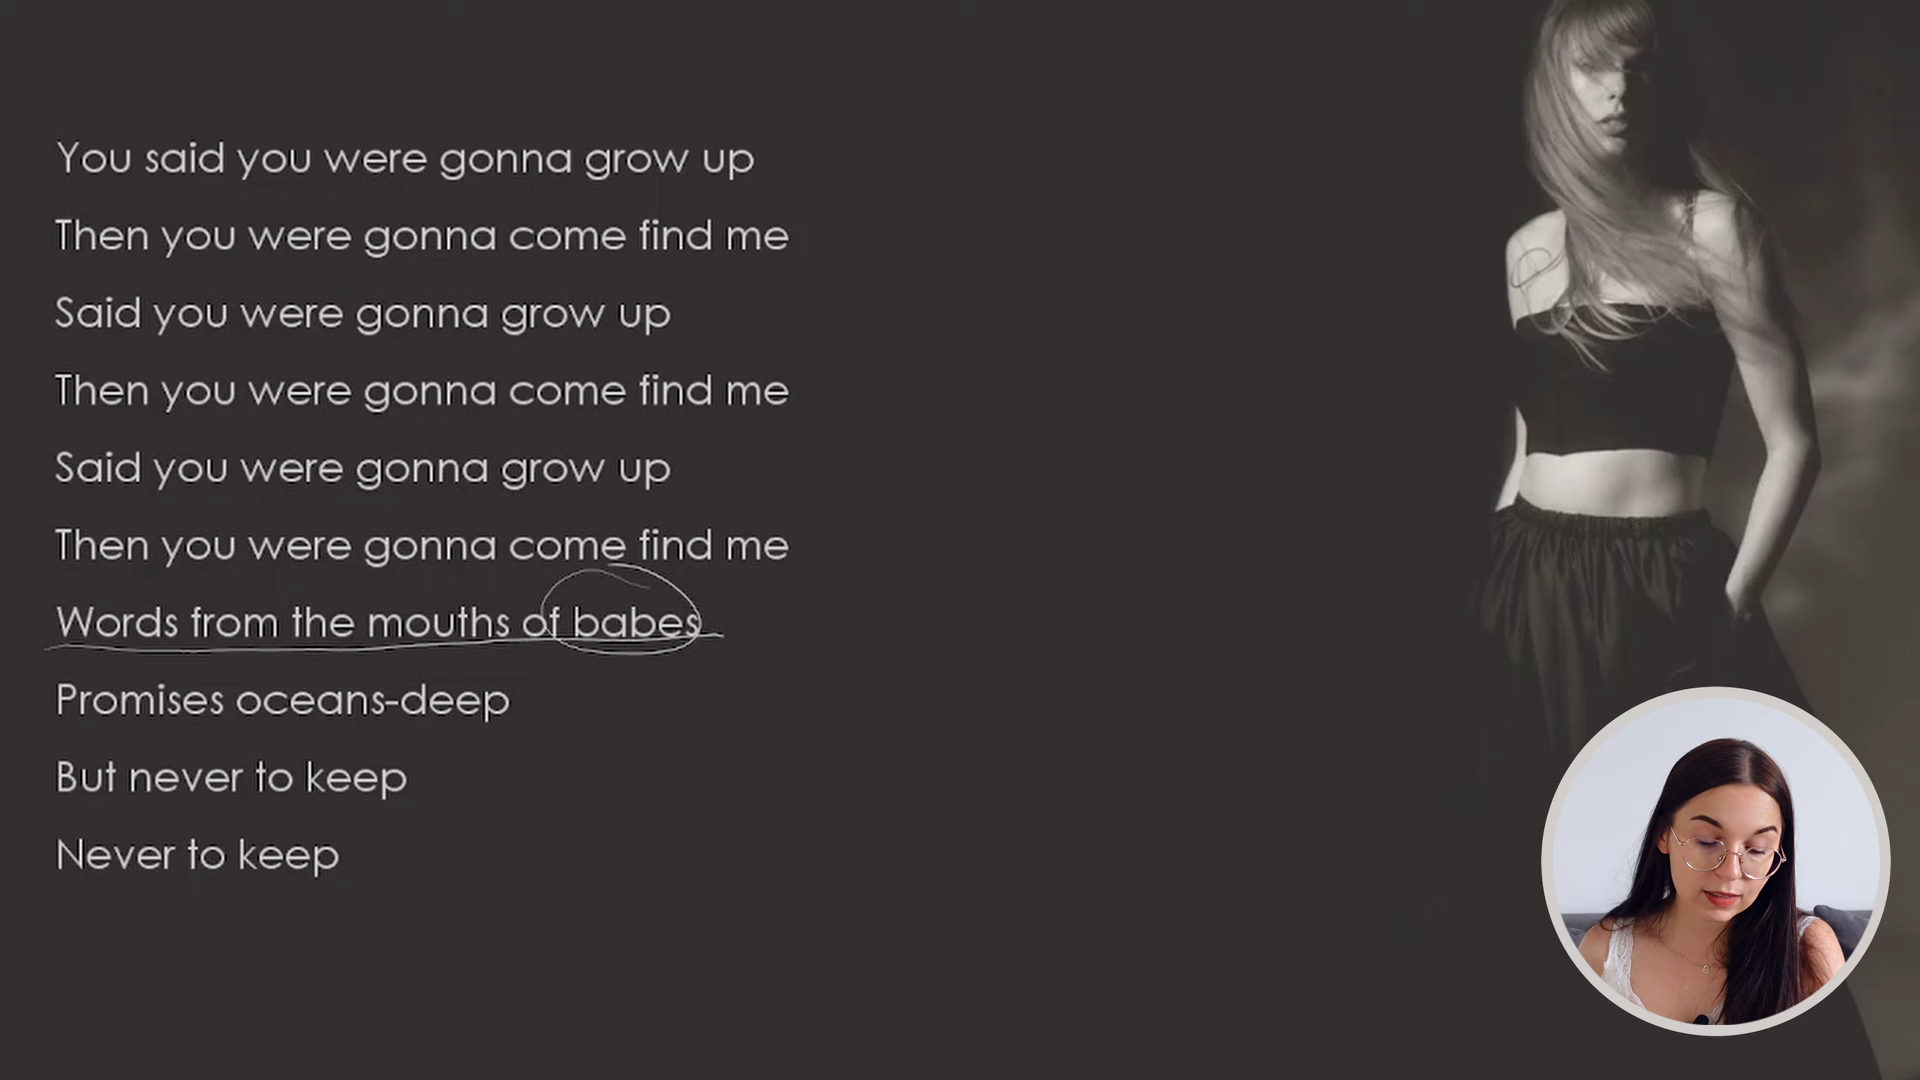 You said you were gonna grow up
Then you were gonna come find me
Said you were gonna grow up
Then you were gonna come find me
Said you were gonna grow up
Then you were gonna come find me
Words from the mouths of babes
Promises oceans-deep
But never to keep
Never to keep